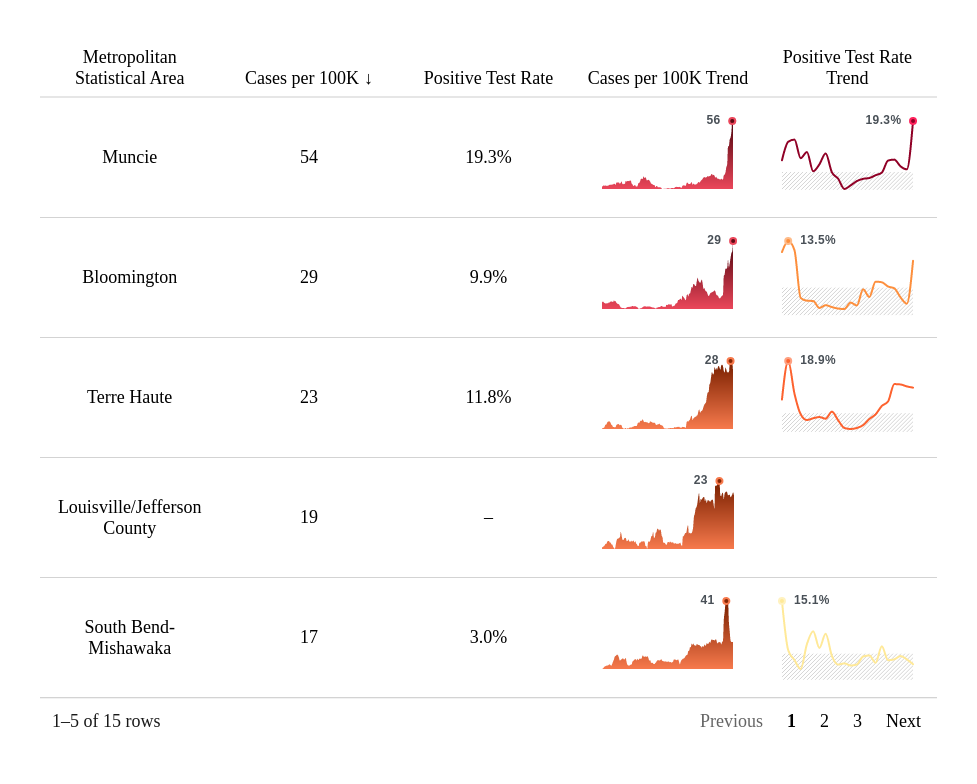 Metropolitan
Statistical Area
Cases per 100K ↓
Positive Test Rate
Cases per 100K Trend
Positive Test Rate
Trend
Muncie
54
19.3%
56
19.3%
Bloomington
29
9.9%
29
13.5%
Terre Haute
23
11.8%
28
18.9%
Louisville/Jefferson
County
19
–
23
South Bend-
Mishawaka
17
3.0%
41
15.1%
1–5 of 15 rows
Previous 1 2 3 Next